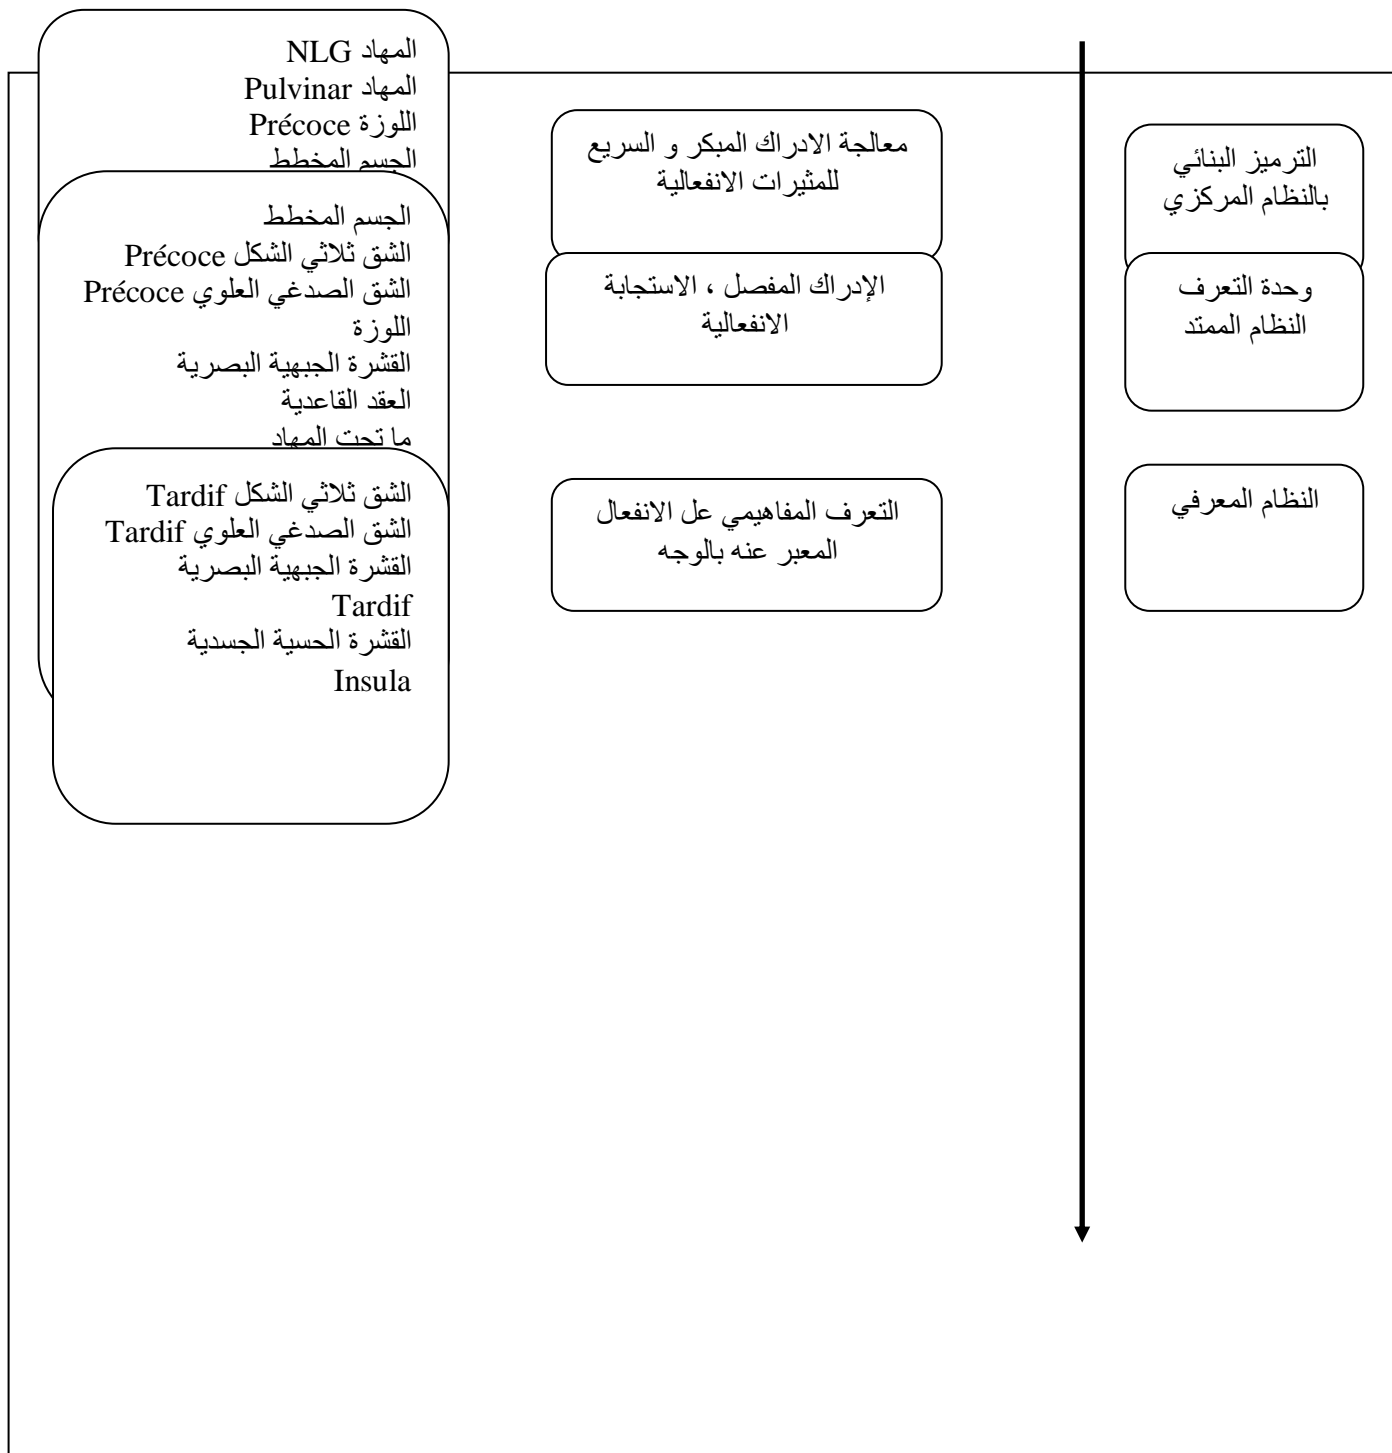 الترميز البنائي
بالنظام المركزي
معالجة الادراك المبكر و السريع
للمثيرات الانفعالية
المهاد NLG
المهاد Pulvinar
اللوزة Précoce
الجسم المخطط
وحدة التعرف
النظام الممتد
الإدراك المفصل ، الاستجابة
الانفعالية
الجسم المخطط
الشق ثلاثي الشكل Précoce
الشق الصدغي العلوي Précoce
اللوزة
القشرة الجبهية البصرية
العقد القاعدية
ما تحت المهاد
النظام المعرفي
التعرف المفاهيمي عل الانفعال
المعبر عنه بالوجه
الشق ثلاثي الشكل Tardif
الشق الصدغي العلوي Tardif
القشرة الجبهية البصرية
Tardif
القشرة الحسية الجسدية
Insula